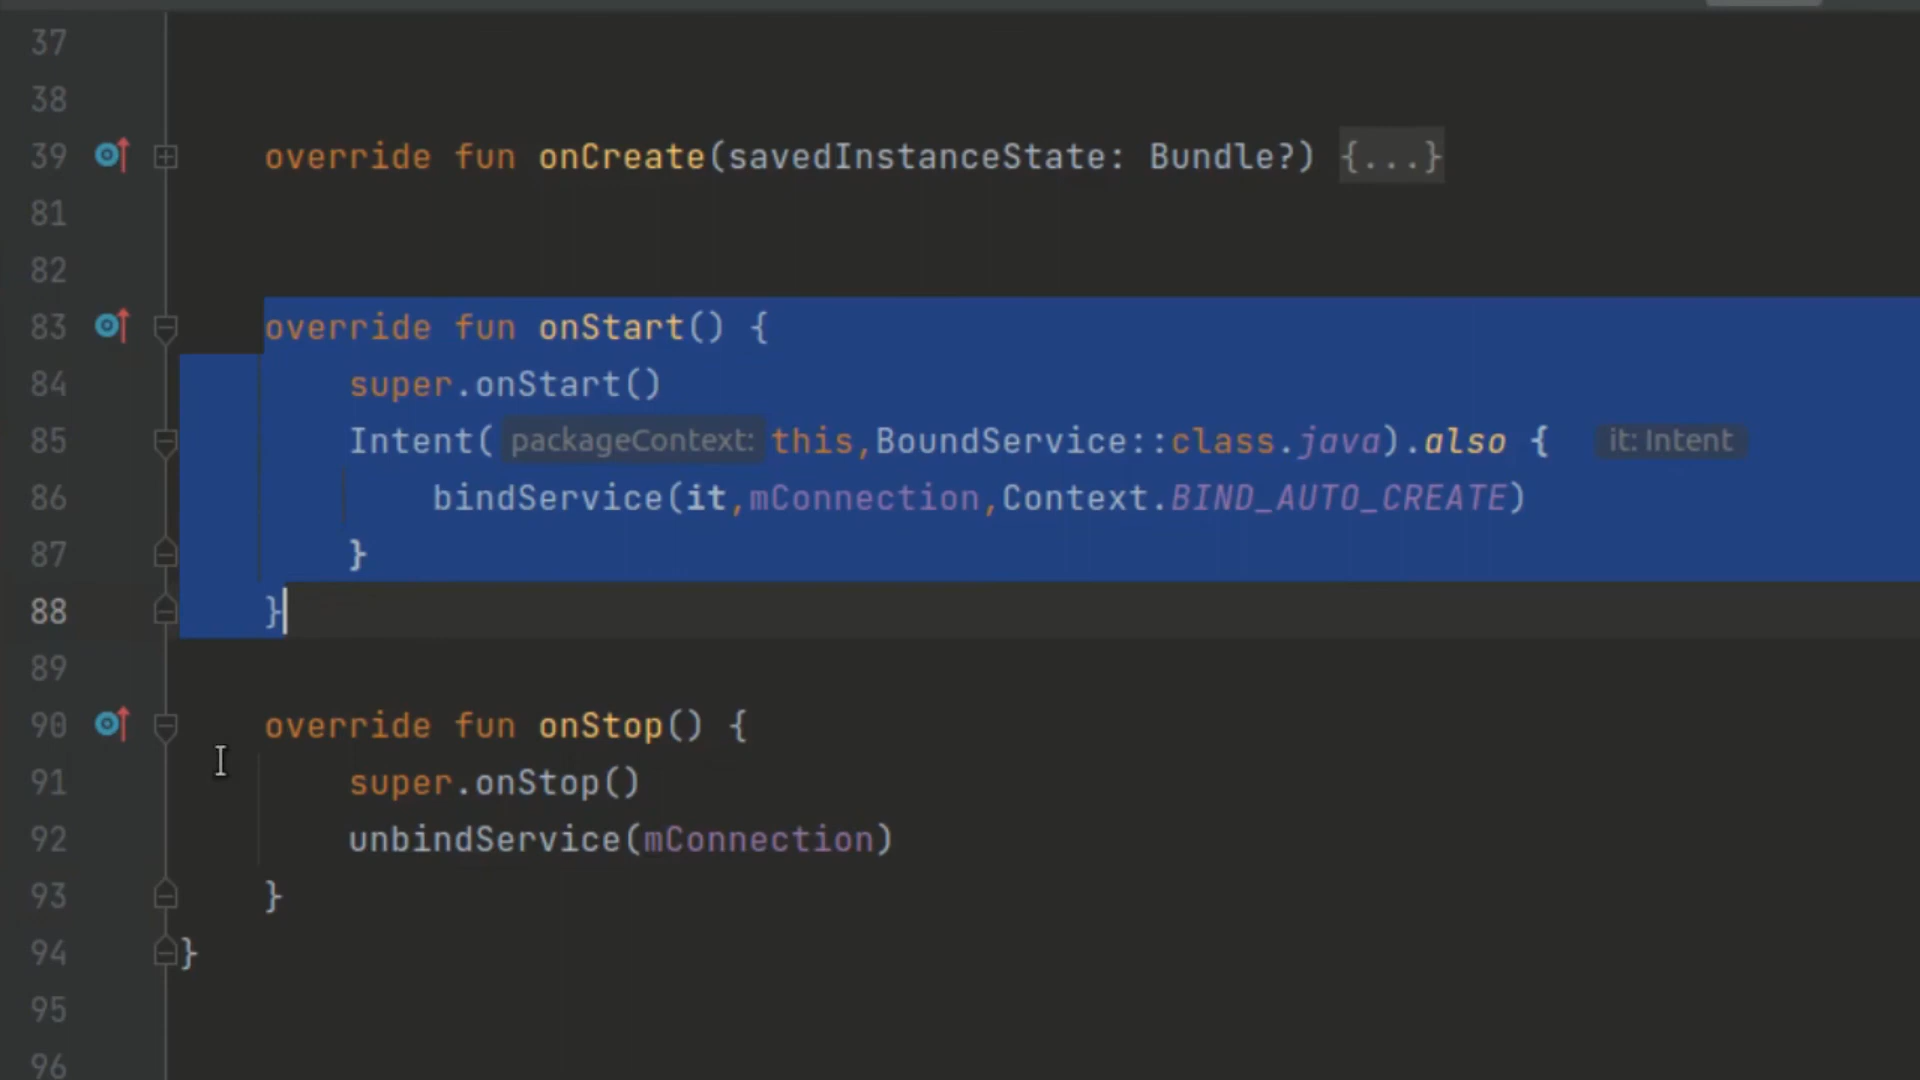 37
38
39 override fun onCreate(savedInstanceState: Bundle?) {...}
81
82
83 override fun onStart() {
84 super.onStart()
85 Intent( packageContext: this,BoundService::class.java).also { it: Intent
86 bindService(it,mConnection,Context.BIND_AUTO_CREATE)
87 }
88 }
89
90 override fun onStop() {
91 super.onStop()
92 unbindService(mConnection)
93 }
94 }
95
96